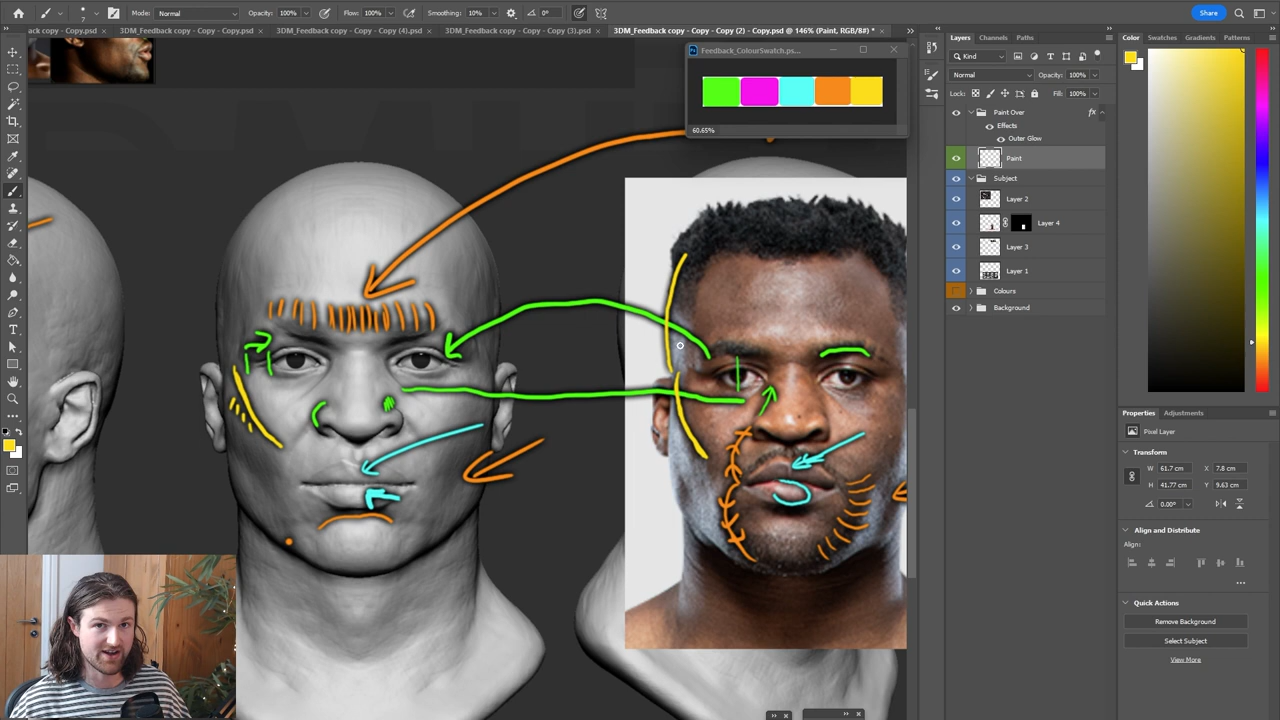 Mode: Normal Opacity: 100% Flow: 100% Smoothing: 10% 0° Share
ack copy - Copy.psd × 3DM_Feedback copy - Copy.psd × 3DM_Feedback copy - Copy (4).psd × 3DM_Feedback copy - Copy (3).psd × 3DM_Feedback copy - Copy - Copy (2) - Copy.psd @ 146% (Paint, RGB/8#) *
Feedback_ColourSwatch.ps...
60.65%
7
Layers Channels Paths
Kind
Normal Opacity: 100%
Lock: Fill: 100%
Paint Over fx
Effects
Outer Glow
Paint
Subject
Layer 2
Layer 4
Layer 3
Layer 1
Colours
Background
Color Swatches Gradients Patterns
Properties Adjustments
Pixel Layer
Transform
W 61.7 cm X 7.8 cm
H 41.77 cm Y 9.63 cm
0.00°
Align and Distribute
Align:
Quick Actions
Remove Background
Select Subject
View More